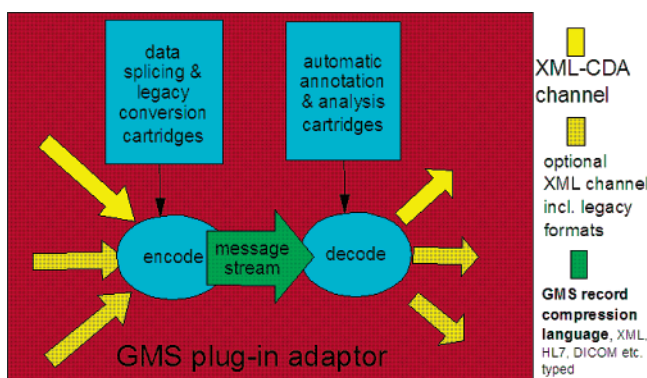 data
splicing &
legacy
conversion
cartridges
automatic
annotation
& analysis
cartridges
encode
message
stream
decode
GMS plug-in adaptor
XML-CDA
channel
optional
XML channel
incl. legacy
formats
GMS record
compression
language, XML,
HL7, DICOM etc.
typed